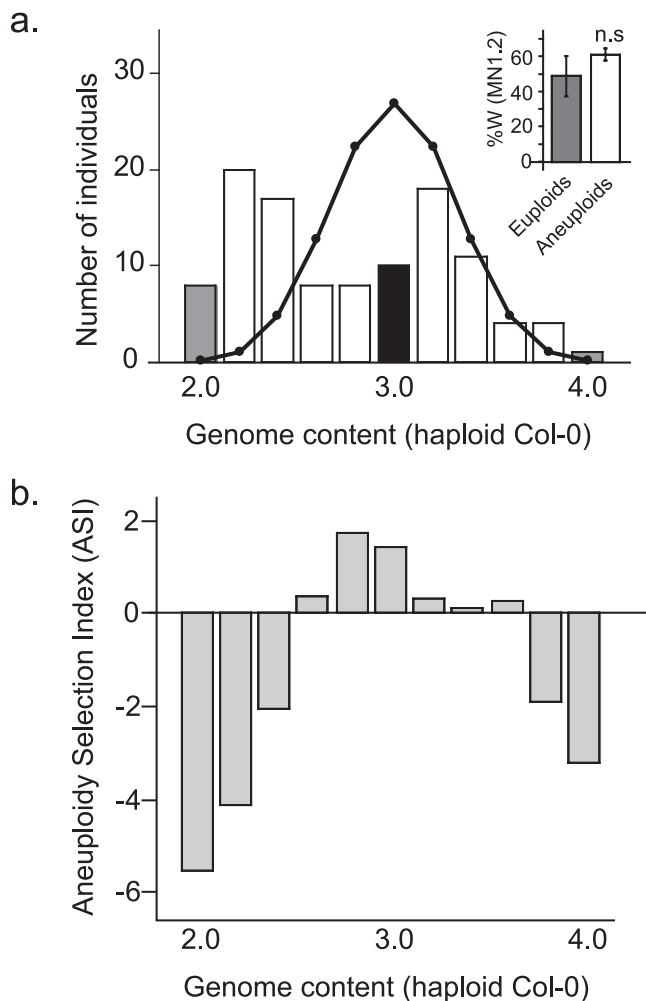 a.
Number of individuals
30
20
10
0
2.0
3.0
4.0
Genome content (haploid Col-0)
%W (MN1.2)
60
40
20
0
n.s
Euploids
Aneuploids
b.
Aneuploidy Selection Index (ASI)
2
0
-2
-4
-6
2.0
3.0
4.0
Genome content (haploid Col-0)